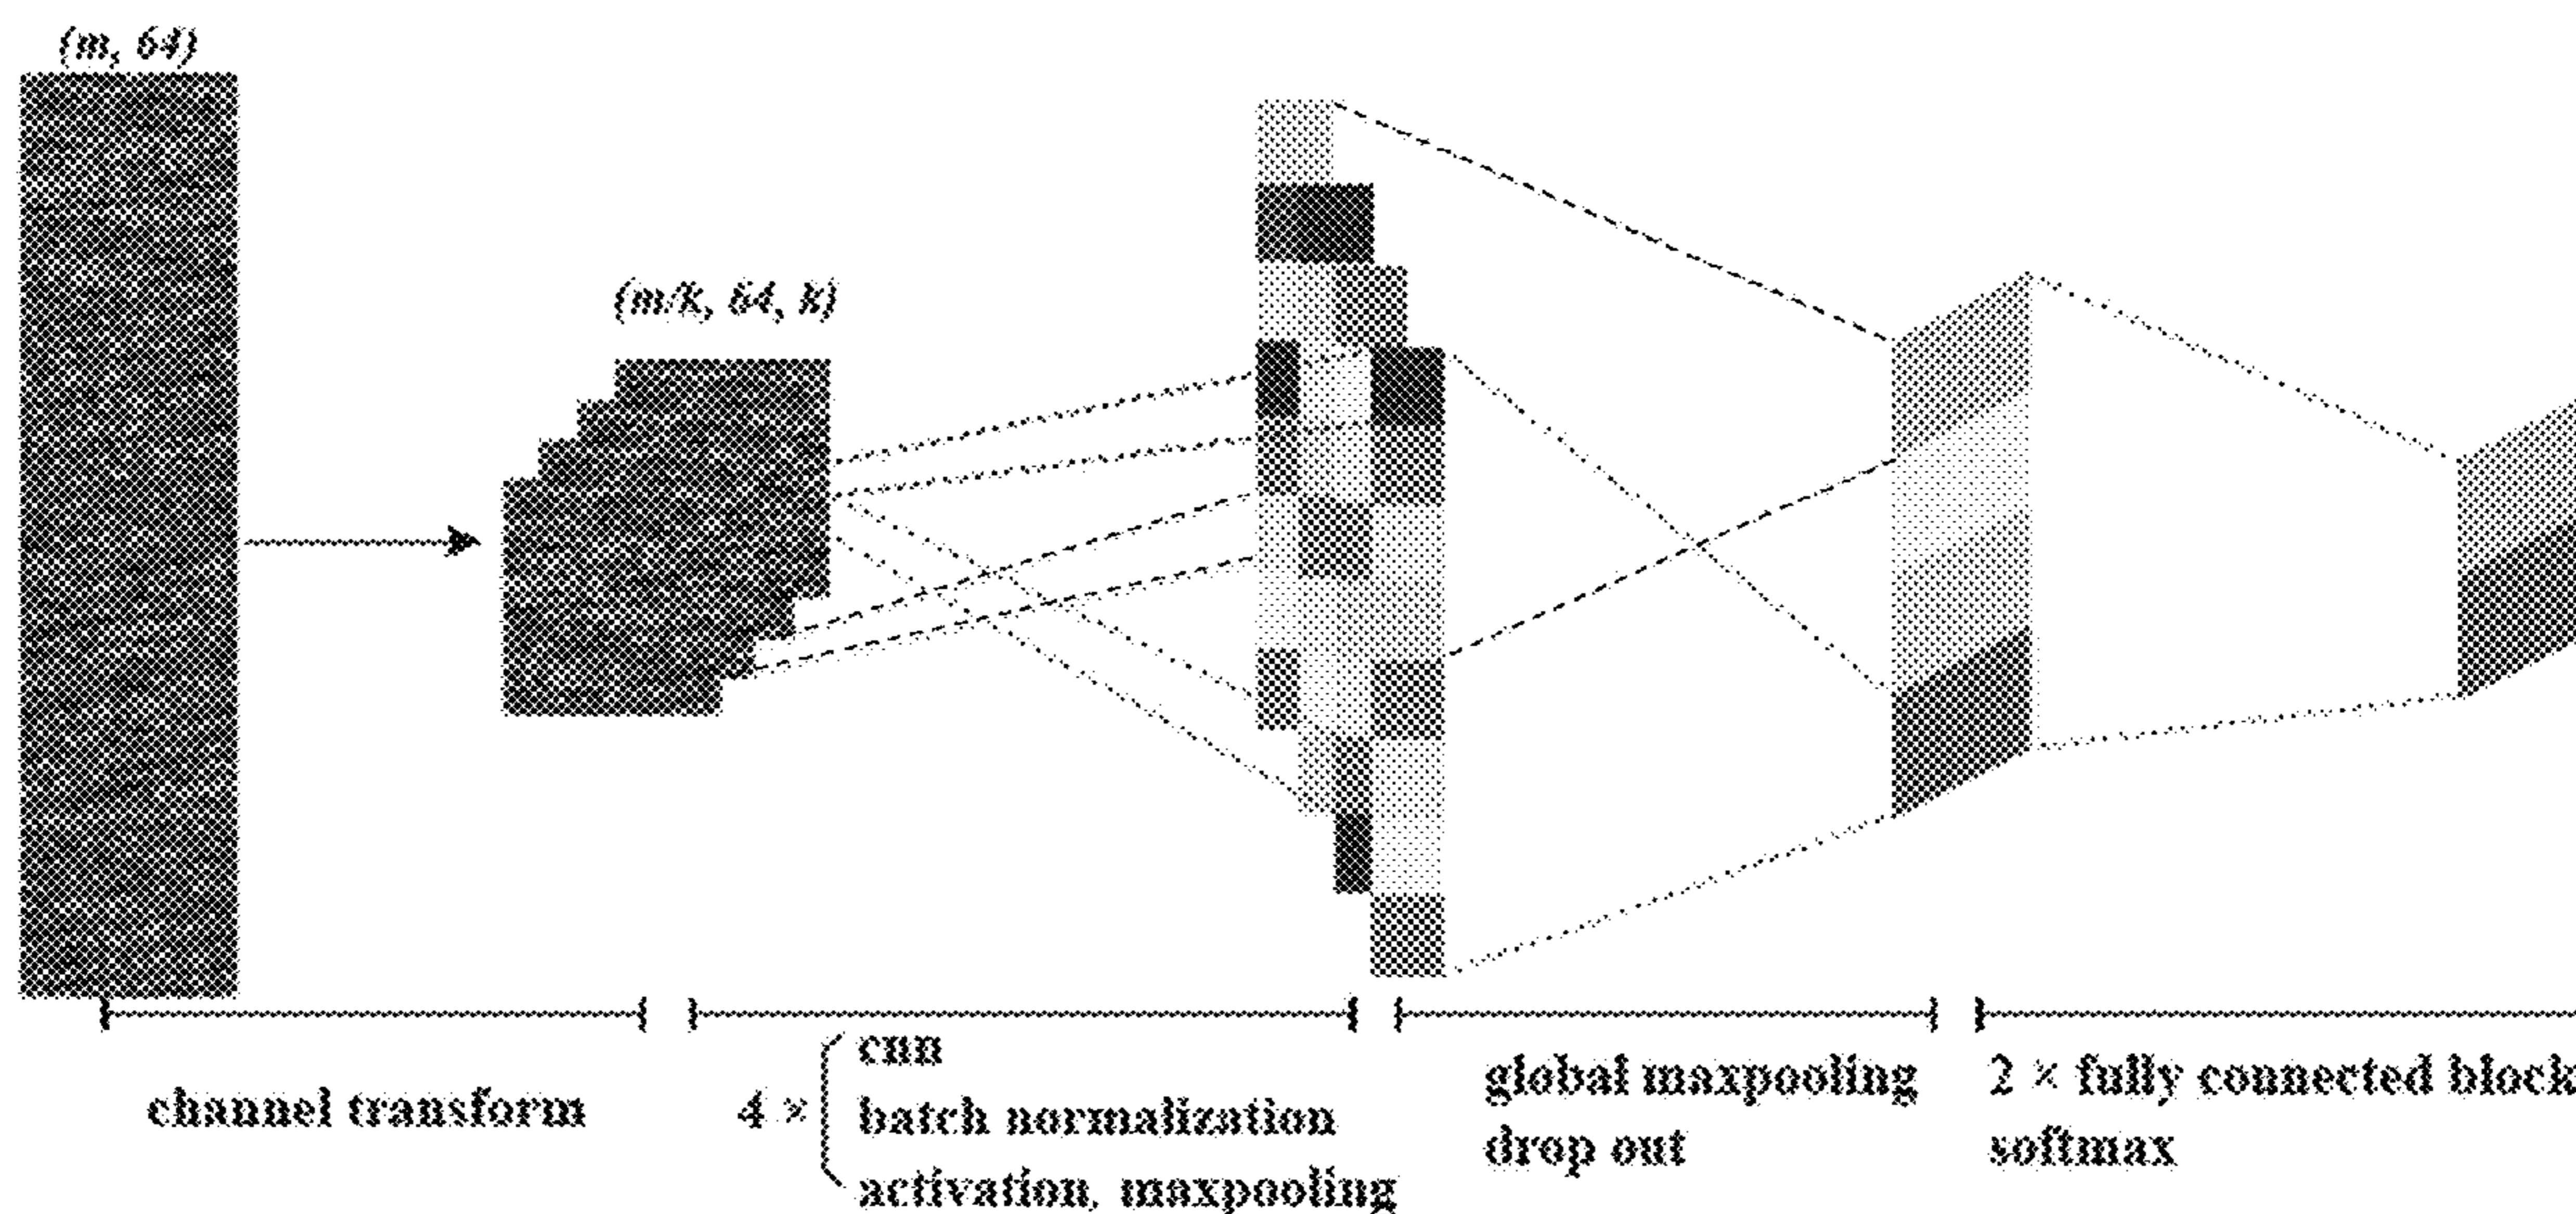 (m, 64)
(m/k, 64, k)
channel transform
4 ×
cnn
batch normalization
activation, maxpooling
global maxpooling
drop out
2 × fully connected block
softmax